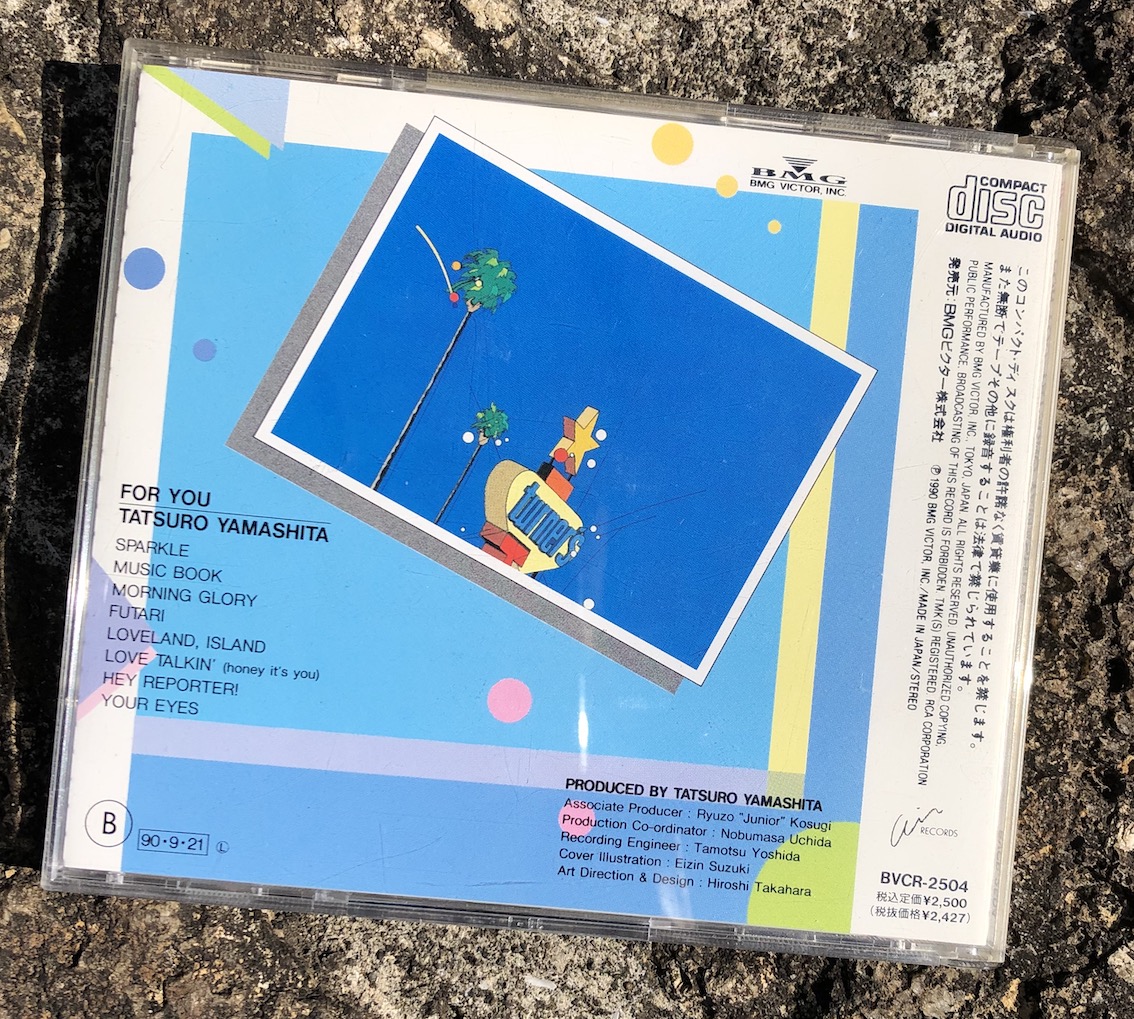 BMG
BMG VICTOR, INC.
COMPACT
disc
DIGITAL AUDIO
このコンパクト・ディスクは権利者の許諾なく賃貸業に使用することを禁じます。
また無断でテープその他に録音することは法律で禁じられています。
MANUFACTURED BY BMG VICTOR, INC., TOKYO, JAPAN. ALL RIGHTS RESERVED. UNAUTHORIZED COPYING,
PUBLIC PERFORMANCE, BROADCASTING OF THIS RECORD IS FORBIDDEN. TMK(S) REGISTERED. RCA CORPORATION
発売元:BMGビクター株式会社 ℗1990 BMG VICTOR, INC./MADE IN JAPAN/STEREO
turner's
FOR YOU
TATSURO YAMASHITA
SPARKLE
MUSIC BOOK
MORNING GLORY
FUTARI
LOVELAND, ISLAND
LOVE TALKIN' (honey it's you)
HEY REPORTER!
YOUR EYES
B
90・9・21 Ⓛ
PRODUCED BY TATSURO YAMASHITA
Associate Producer : Ryuzo "Junior" Kosugi
Production Co-ordinator : Nobumasa Uchida
Recording Engineer : Tamotsu Yoshida
Cover Illustration : Eizin Suzuki
Art Direction & Design : Hiroshi Takahara
air RECORDS
BVCR-2504
税込定価¥2,500
(税抜価格¥2,427)